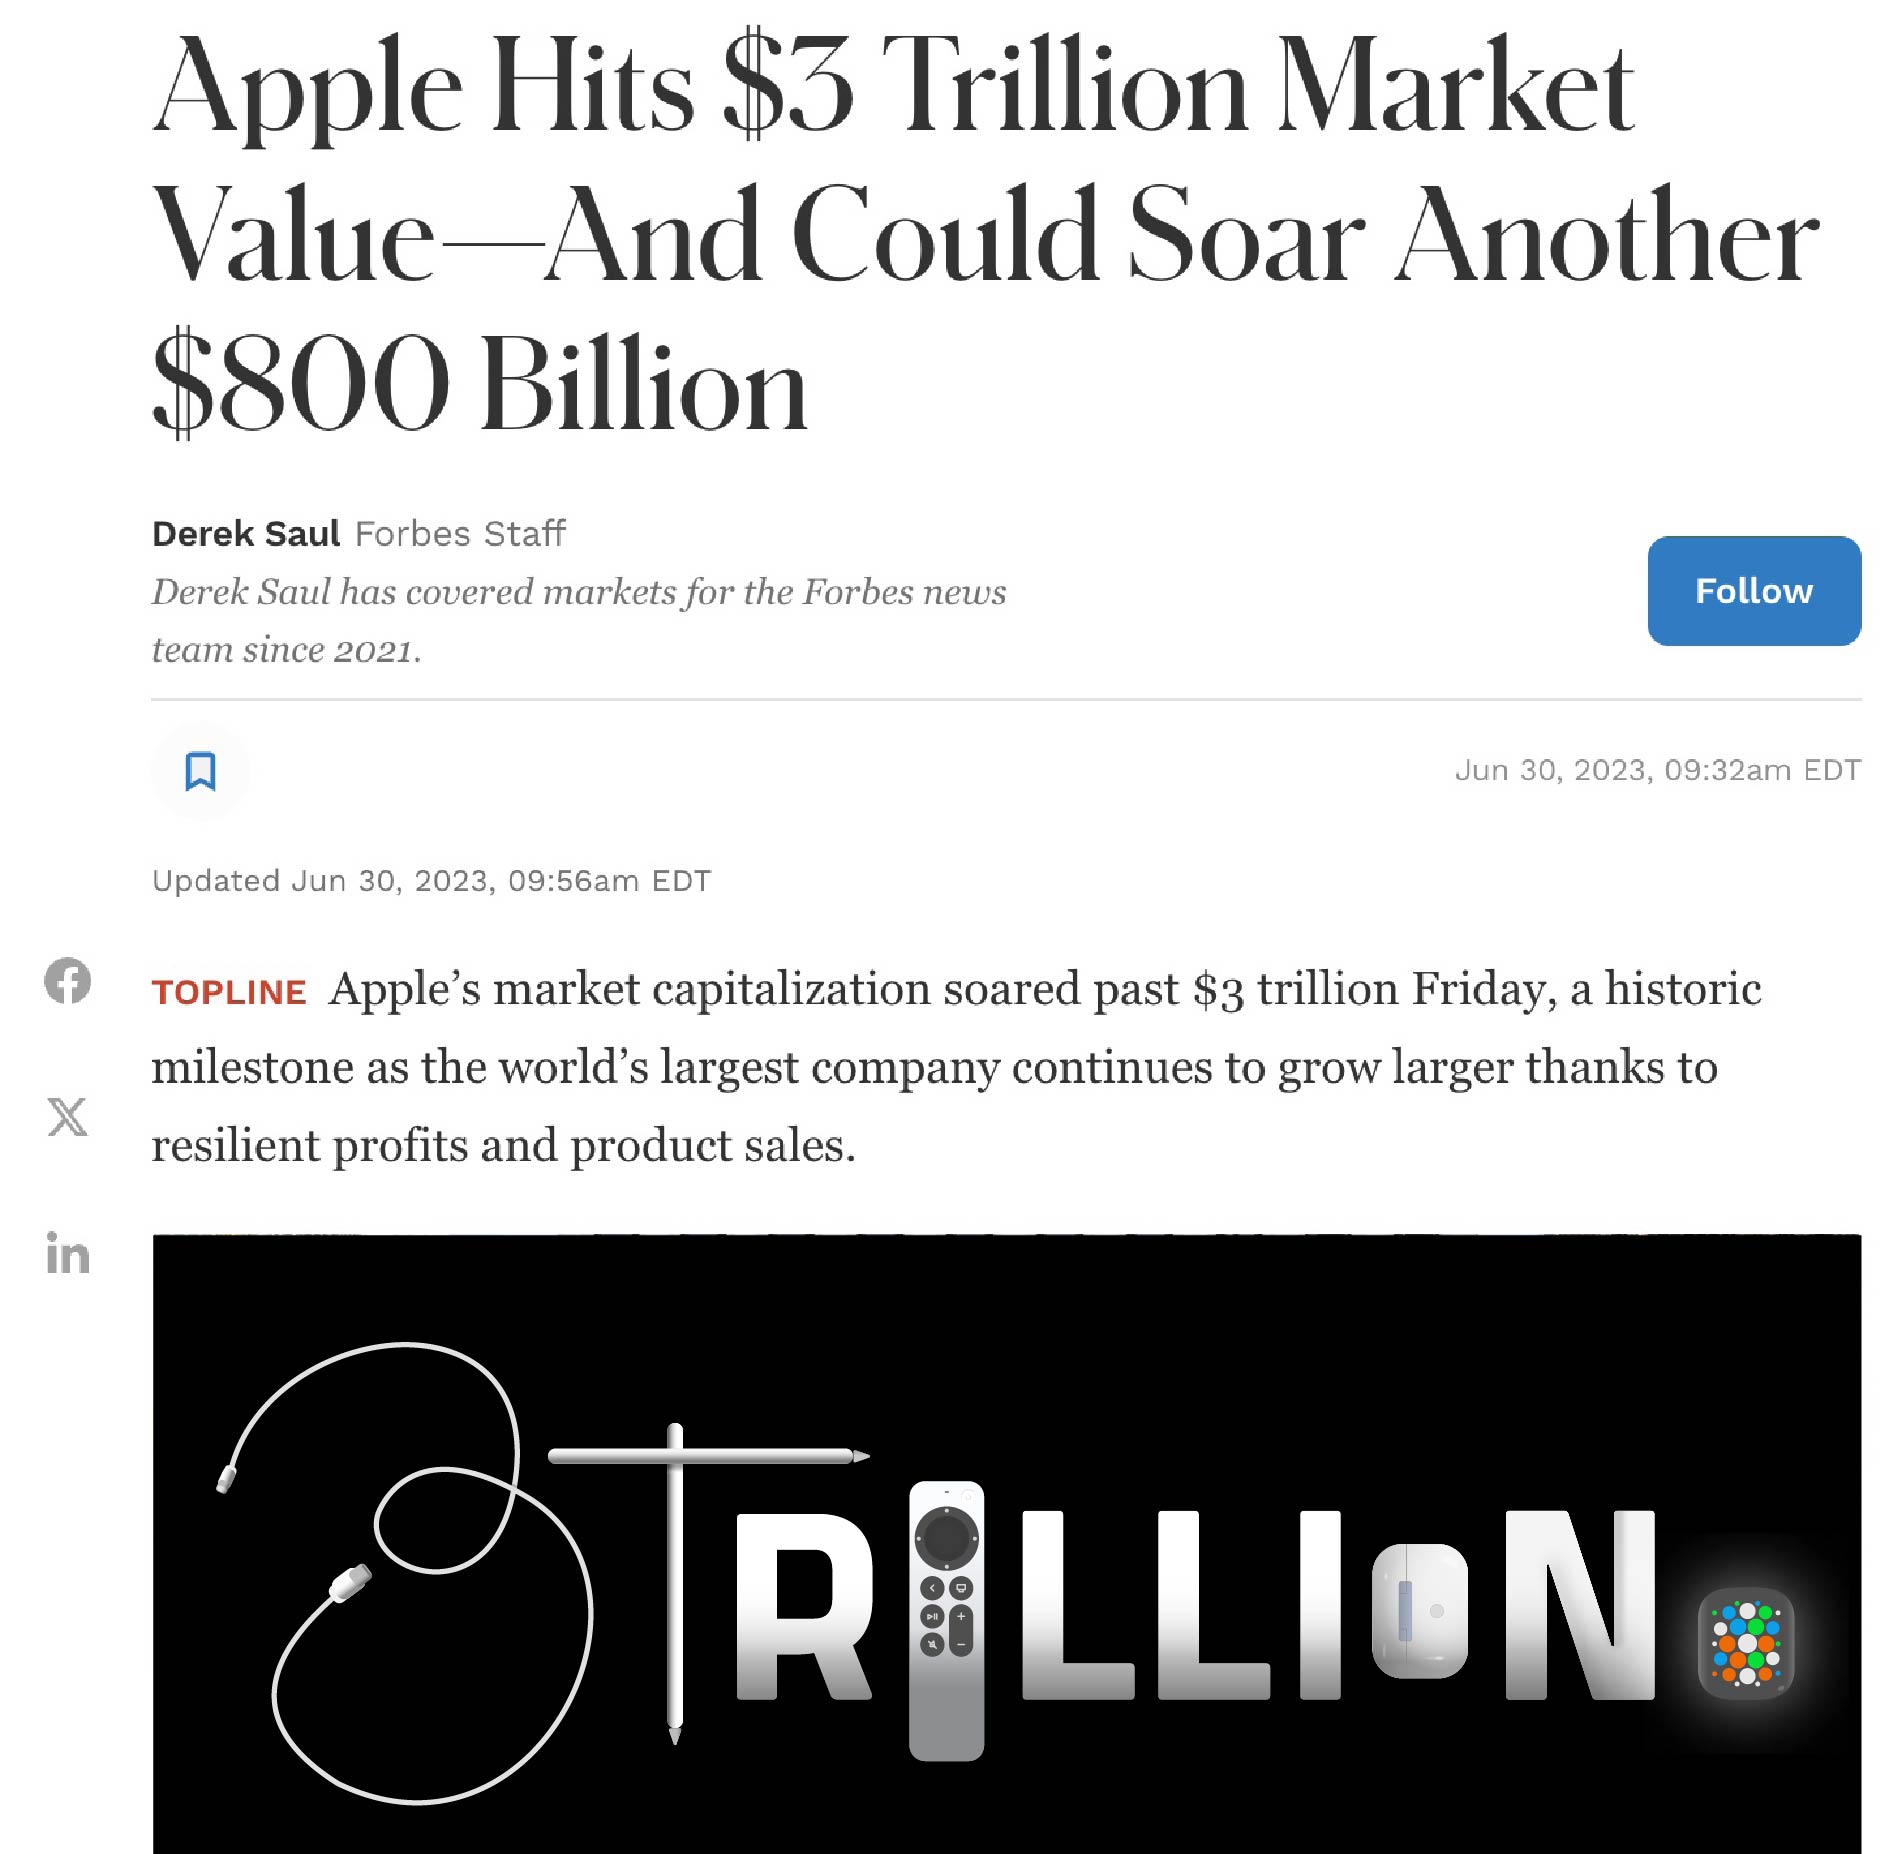 Apple Hits $3 Trillion Market
Value—And Could Soar Another
$800 Billion
Derek Saul Forbes Staff
Derek Saul has covered markets for the Forbes news
team since 2021.
Follow
Jun 30, 2023, 09:32am EDT
Updated Jun 30, 2023, 09:56am EDT
TOPLINE Apple’s market capitalization soared past $3 trillion Friday, a historic
milestone as the world’s largest company continues to grow larger thanks to
resilient profits and product sales.
3TRILLION